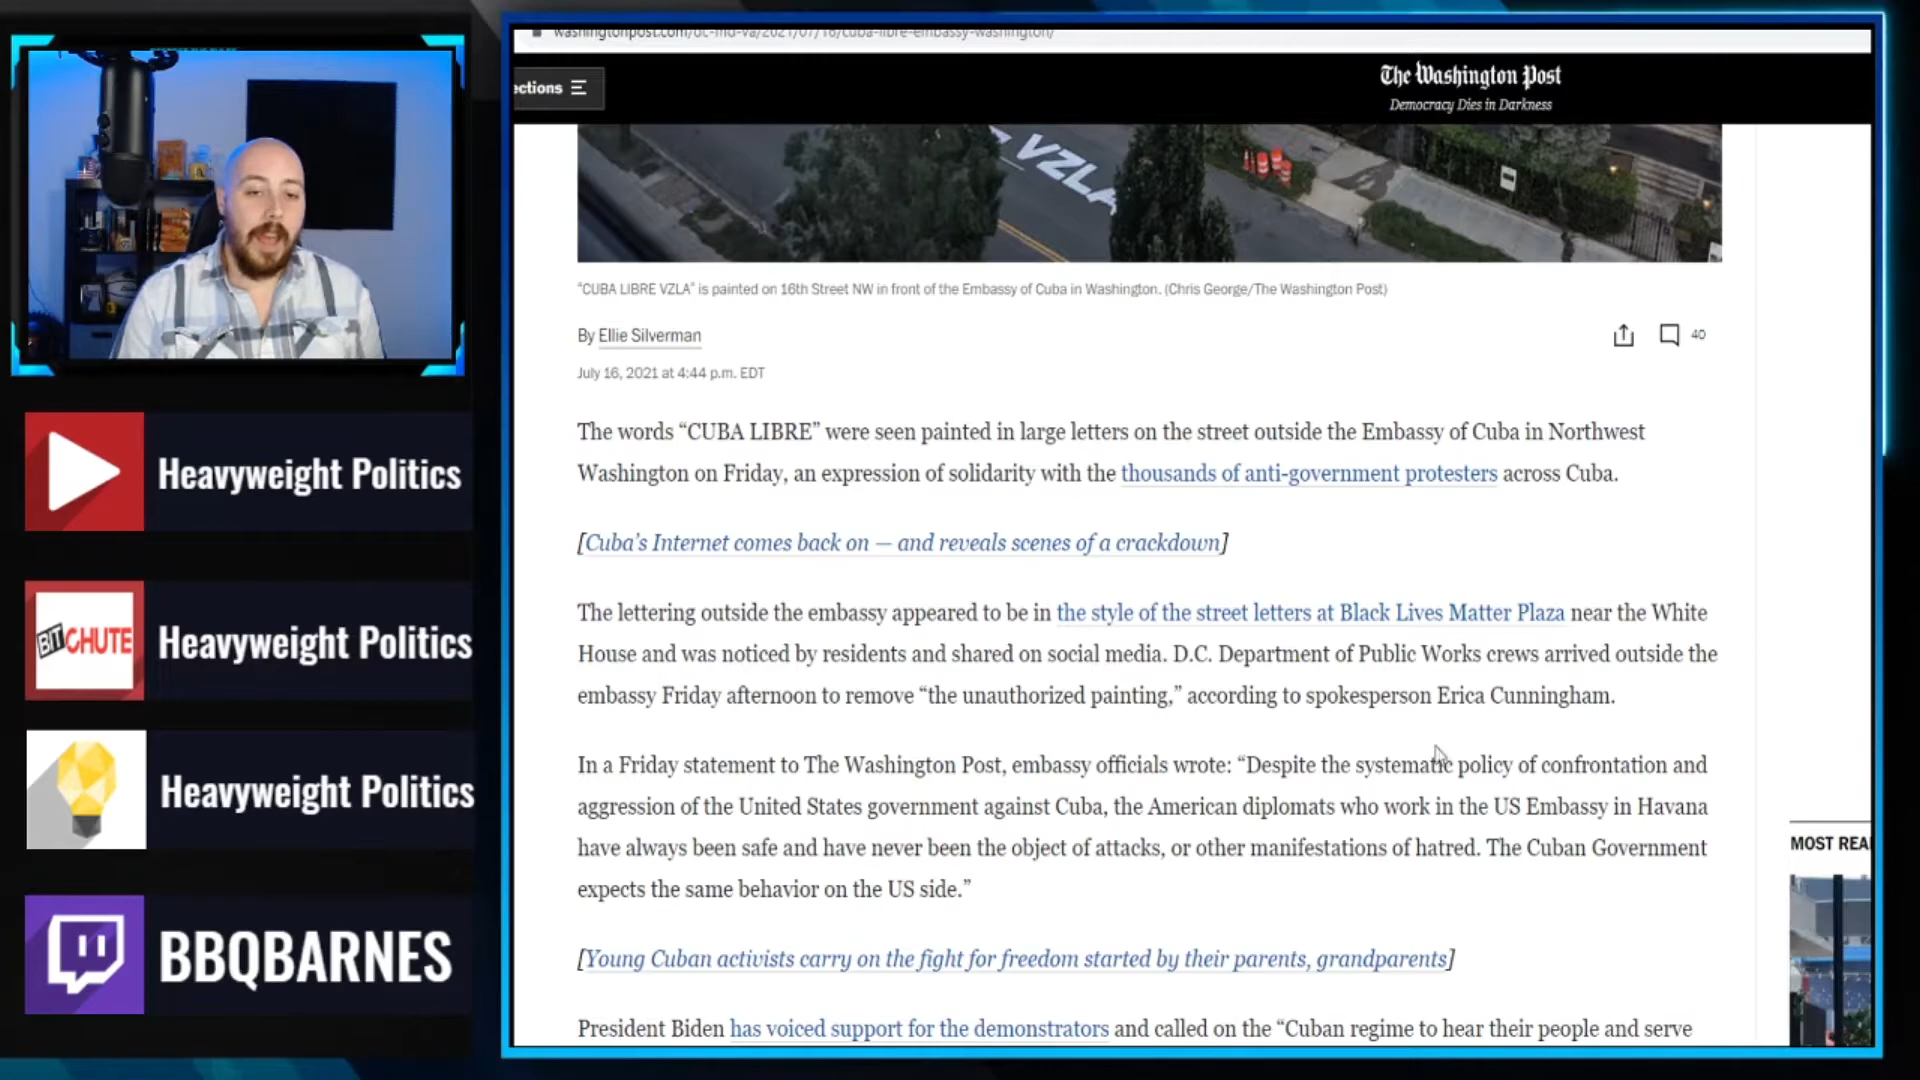 washingtonpost.com/dc-md-va/2021/07/16/cuba-libre-embassy-washington/
ections
The Washington Post
Democracy Dies in Darkness
VZLA
“CUBA LIBRE VZLA” is painted on 16th Street NW in front of the Embassy of Cuba in Washington. (Chris George/The Washington Post)
By Ellie Silverman
40
July 16, 2021 at 4:44 p.m. EDT
The words “CUBA LIBRE” were seen painted in large letters on the street outside the Embassy of Cuba in Northwest
Washington on Friday, an expression of solidarity with the thousands of anti-government protesters across Cuba.
[Cuba’s Internet comes back on — and reveals scenes of a crackdown]
The lettering outside the embassy appeared to be in the style of the street letters at Black Lives Matter Plaza near the White
House and was noticed by residents and shared on social media. D.C. Department of Public Works crews arrived outside the
embassy Friday afternoon to remove “the unauthorized painting,” according to spokesperson Erica Cunningham.
In a Friday statement to The Washington Post, embassy officials wrote: “Despite the systematic policy of confrontation and
aggression of the United States government against Cuba, the American diplomats who work in the US Embassy in Havana
have always been safe and have never been the object of attacks, or other manifestations of hatred. The Cuban Government
expects the same behavior on the US side.”
[Young Cuban activists carry on the fight for freedom started by their parents, grandparents]
President Biden has voiced support for the demonstrators and called on the “Cuban regime to hear their people and serve
MOST REA
Heavyweight Politics
BITCHUTE
Heavyweight Politics
Heavyweight Politics
BBQBARNES